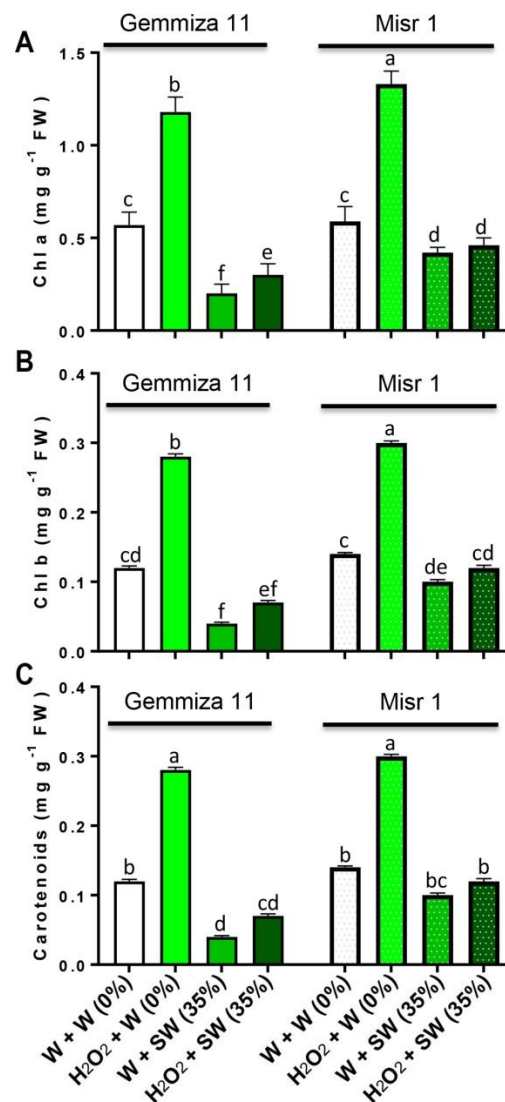 Gemmiza 11 Misr 1
A
Chl a (mg g⁻¹ FW)
1.5
1.0
0.5
0.0
c b f e c a d d
Gemmiza 11 Misr 1
B
Chl b (mg g⁻¹ FW)
0.4
0.3
0.2
0.1
0.0
cd b f ef c a de cd
Gemmiza 11 Misr 1
C
Carotenoids (mg g⁻¹ FW)
0.4
0.3
0.2
0.1
0.0
b a d cd b a bc b
W + W (0%)
H₂O₂ + W (0%)
W + SW (35%)
H₂O₂ + SW (35%)
W + W (0%)
H₂O₂ + W (0%)
W + SW (35%)
H₂O₂ + SW (35%)